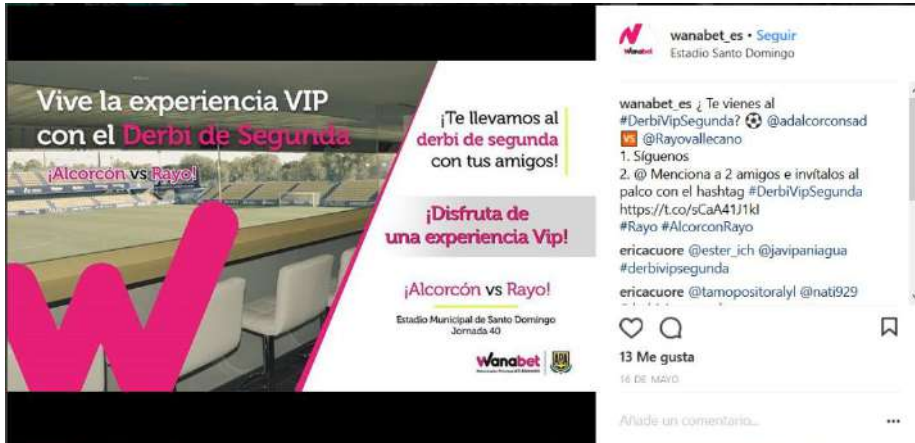 Vive la experiencia VIP
con el Derbi de Segunda
¡Alcorcón vs Rayo!
¡Te llevamos al
derbi de segunda
con tus amigos!
¡Disfruta de
una experiencia Vip!
¡Alcorcón vs Rayo!
Estadio Municipal de Santo Domingo
Jornada 40
Wanabet
Wanabet
wanabet_es • Seguir
Estadio Santo Domingo
wanabet_es ¿ Te vienes al
#DerbiVipSegunda? ⚽ @adalcorconsad
🆚 @Rayovallecano
1. Síguenos
2. @ Menciona a 2 amigos e invítalos al
palco con el hashtag #DerbiVipSegunda
https://t.co/sCaA41J1kI
#Rayo #AlcorconRayo
ericacuore @ester_ich @javipaniagua
#derbivipsegunda
ericacuore @tamopositoralyl @nati929
13 Me gusta
16 DE MAYO
Añade un comentario...